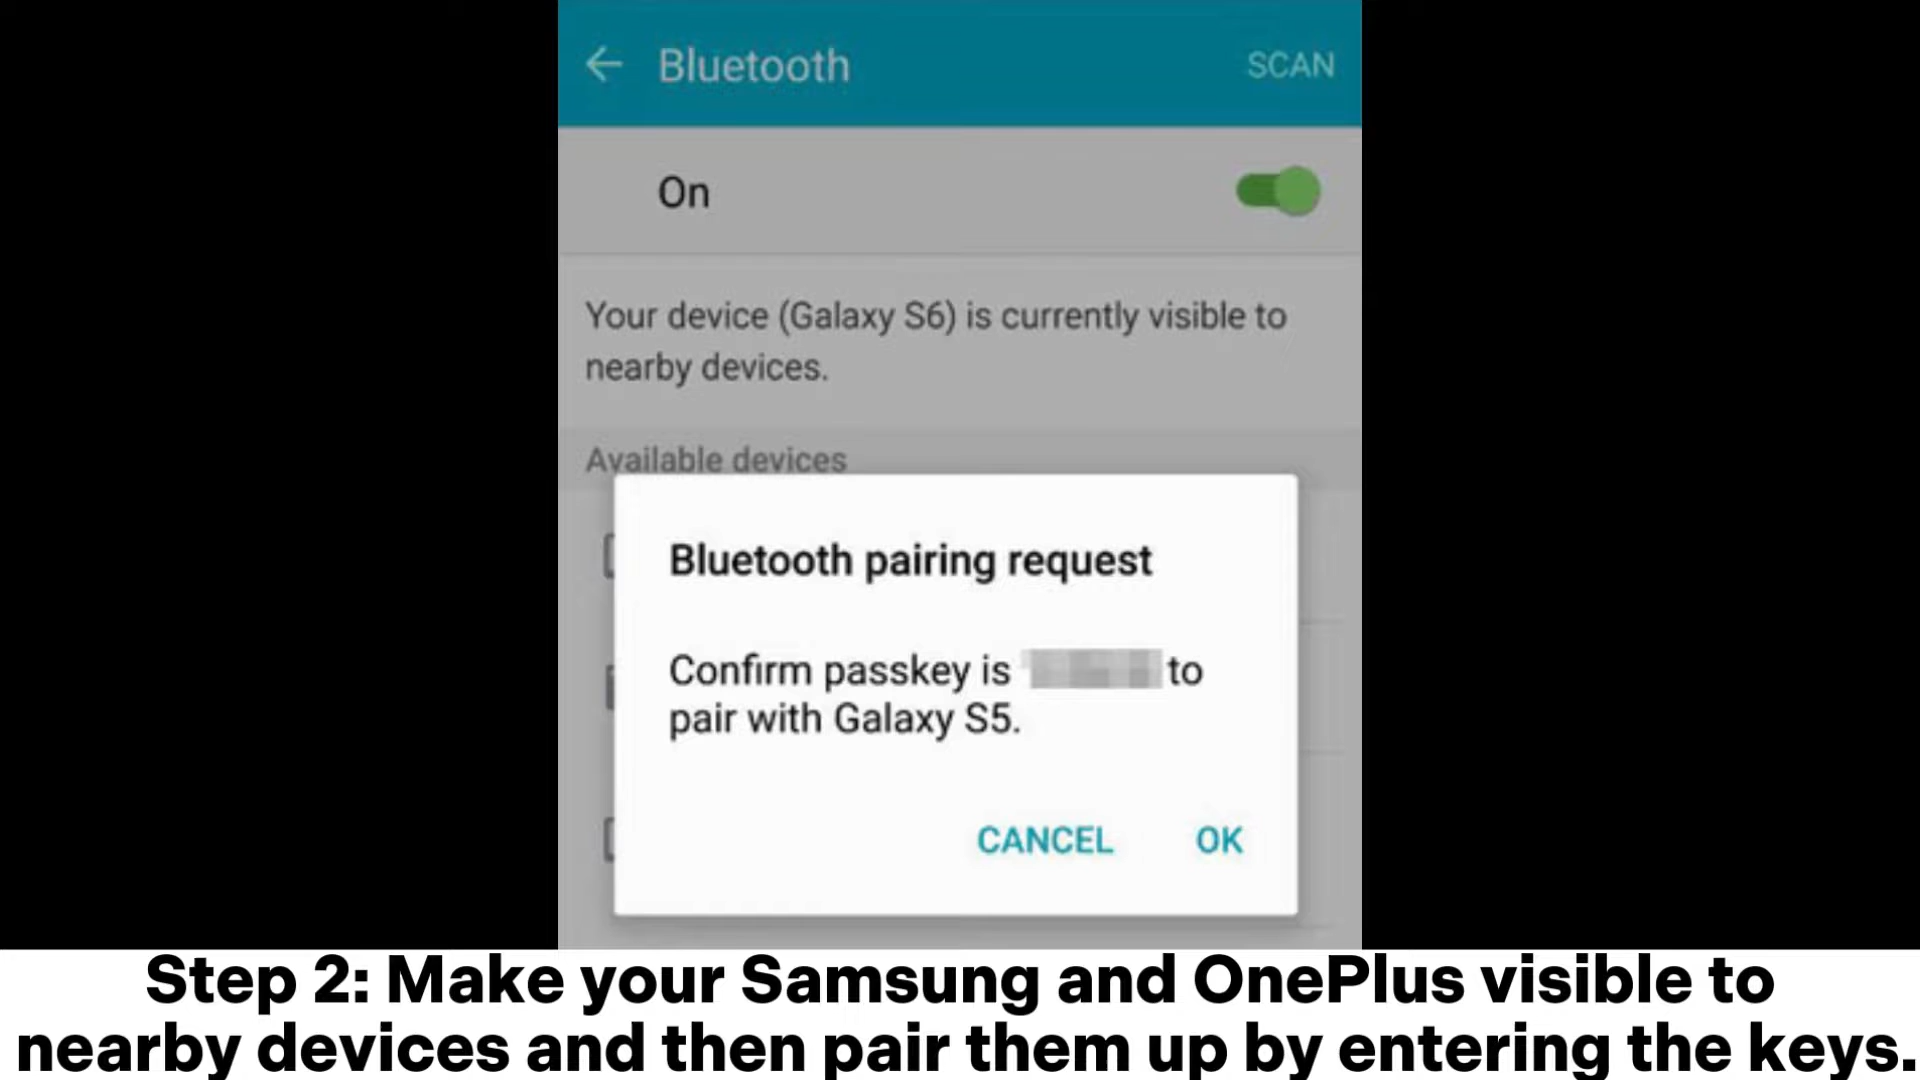 Bluetooth SCAN
On
Your device (Galaxy S6) is currently visible to
nearby devices.
Available devices
Bluetooth pairing request
Confirm passkey is to
pair with Galaxy S5.
CANCEL OK
Step 2: Make your Samsung and OnePlus visible to
nearby devices and then pair them up by entering the keys.